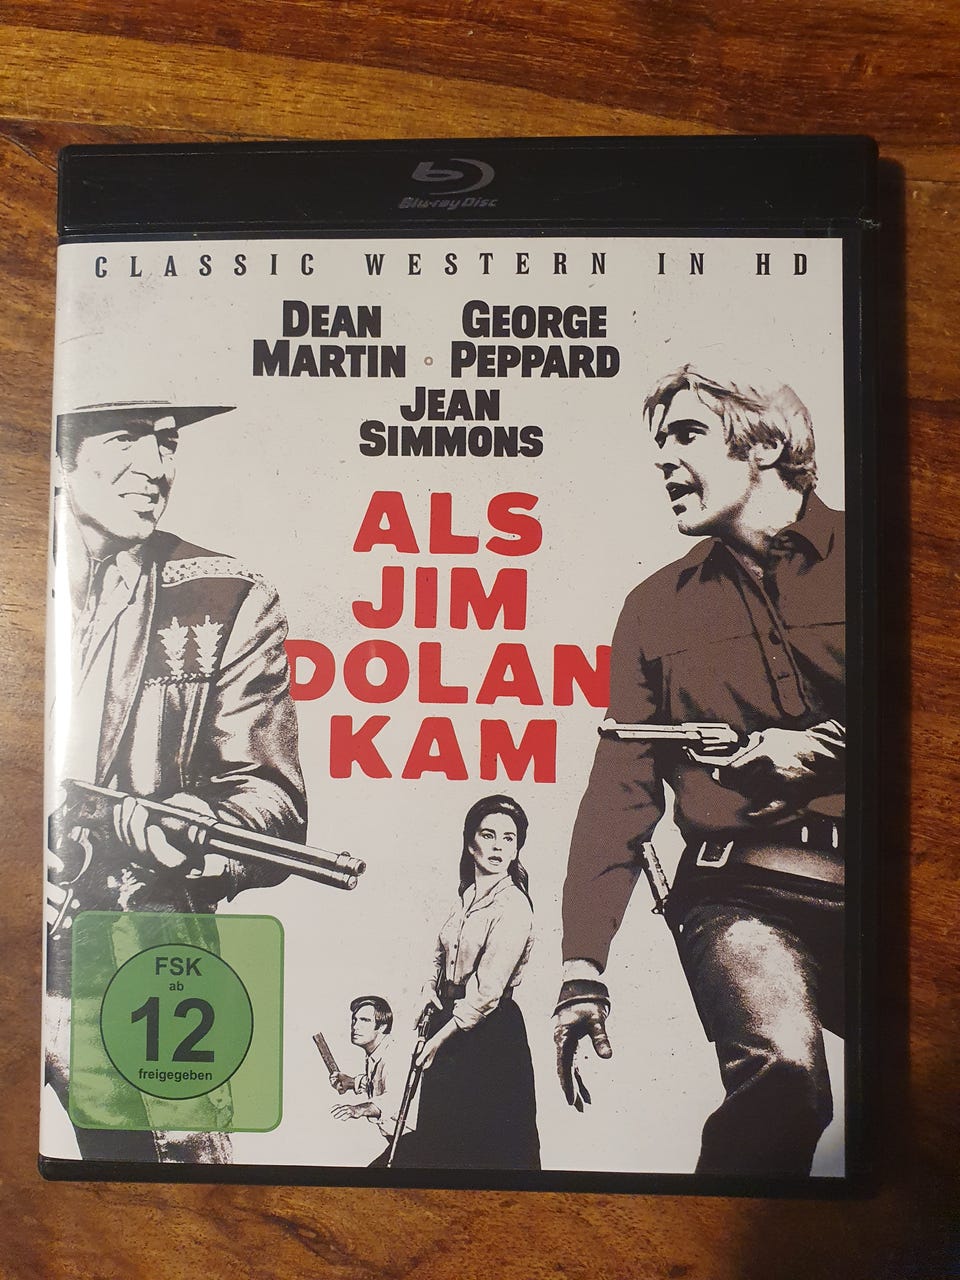 Blu-ray Disc
CLASSIC WESTERN IN HD
DEAN MARTIN · GEORGE PEPPARD
JEAN SIMMONS
ALS
JIM
DOLAN
KAM
FSK
ab
12
freigegeben